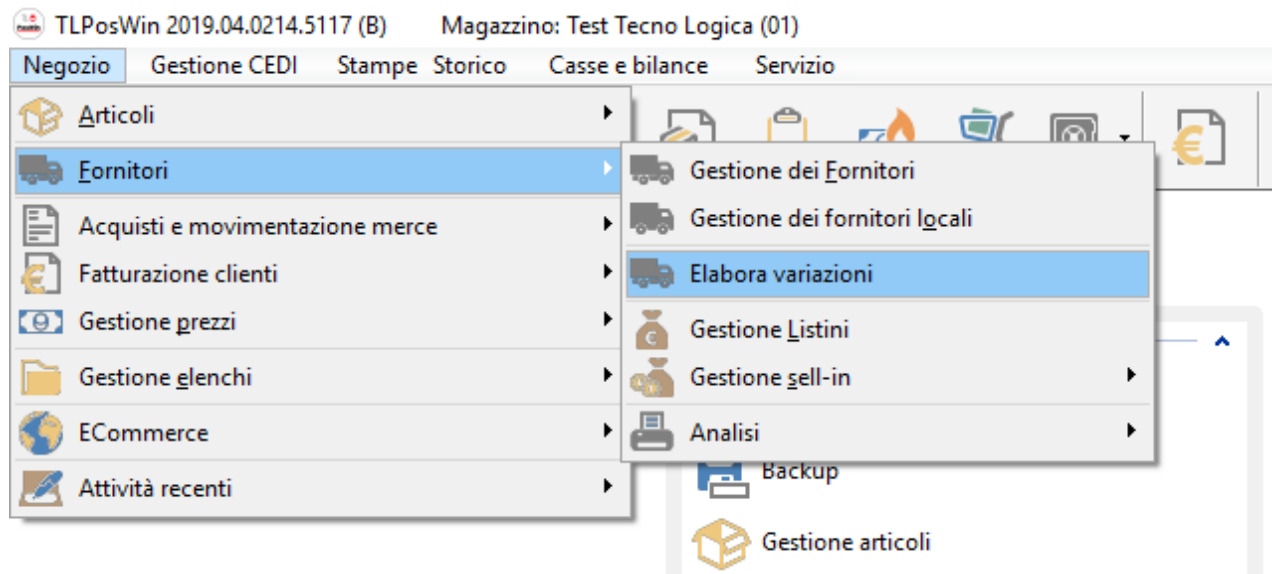 TLPosWin 2019.04.0214.5117 (B) Magazzino: Test Tecno Logica (01)
Negozio Gestione CEDI Stampe Storico Casse e bilance Servizio
Articoli
Fornitori
Acquisti e movimentazione merce
Fatturazione clienti
Gestione prezzi
Gestione elenchi
ECommerce
Attività recenti
Gestione dei Fornitori
Gestione dei fornitori locali
Elabora variazioni
Gestione Listini
Gestione sell-in
Analisi
Backup
Gestione articoli